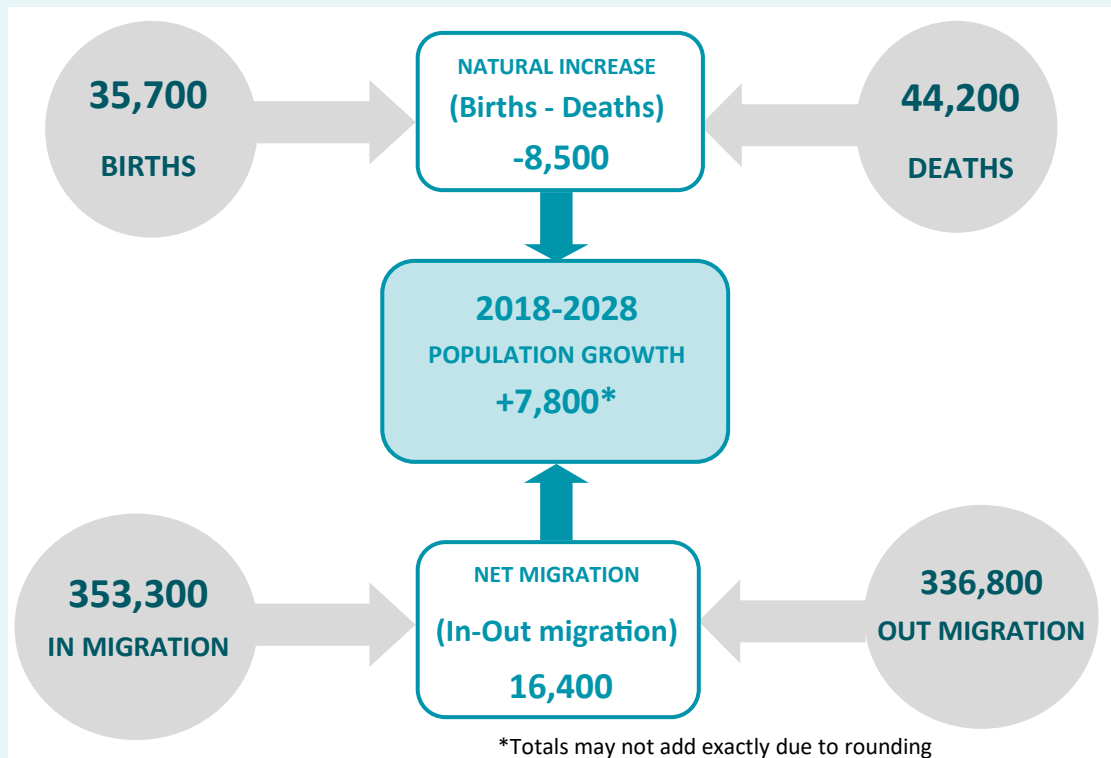 35,700
BIRTHS
NATURAL INCREASE
(Births - Deaths)
-8,500
44,200
DEATHS
2018-2028
POPULATION GROWTH
+7,800*
353,300
IN MIGRATION
NET MIGRATION
(In-Out migration)
16,400
336,800
OUT MIGRATION
*Totals may not add exactly due to rounding